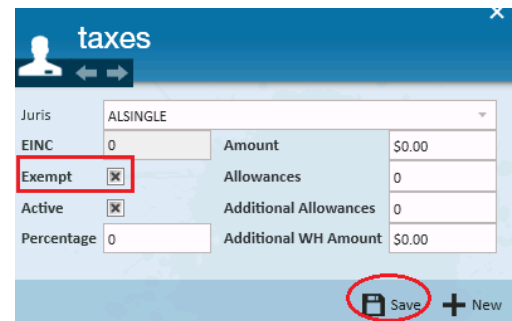 taxes
Juris ALSINGLE
EINC 0 Amount $0.00
Exempt Allowances 0
Active Additional Allowances 0
Percentage 0 Additional WH Amount $0.00
Save New